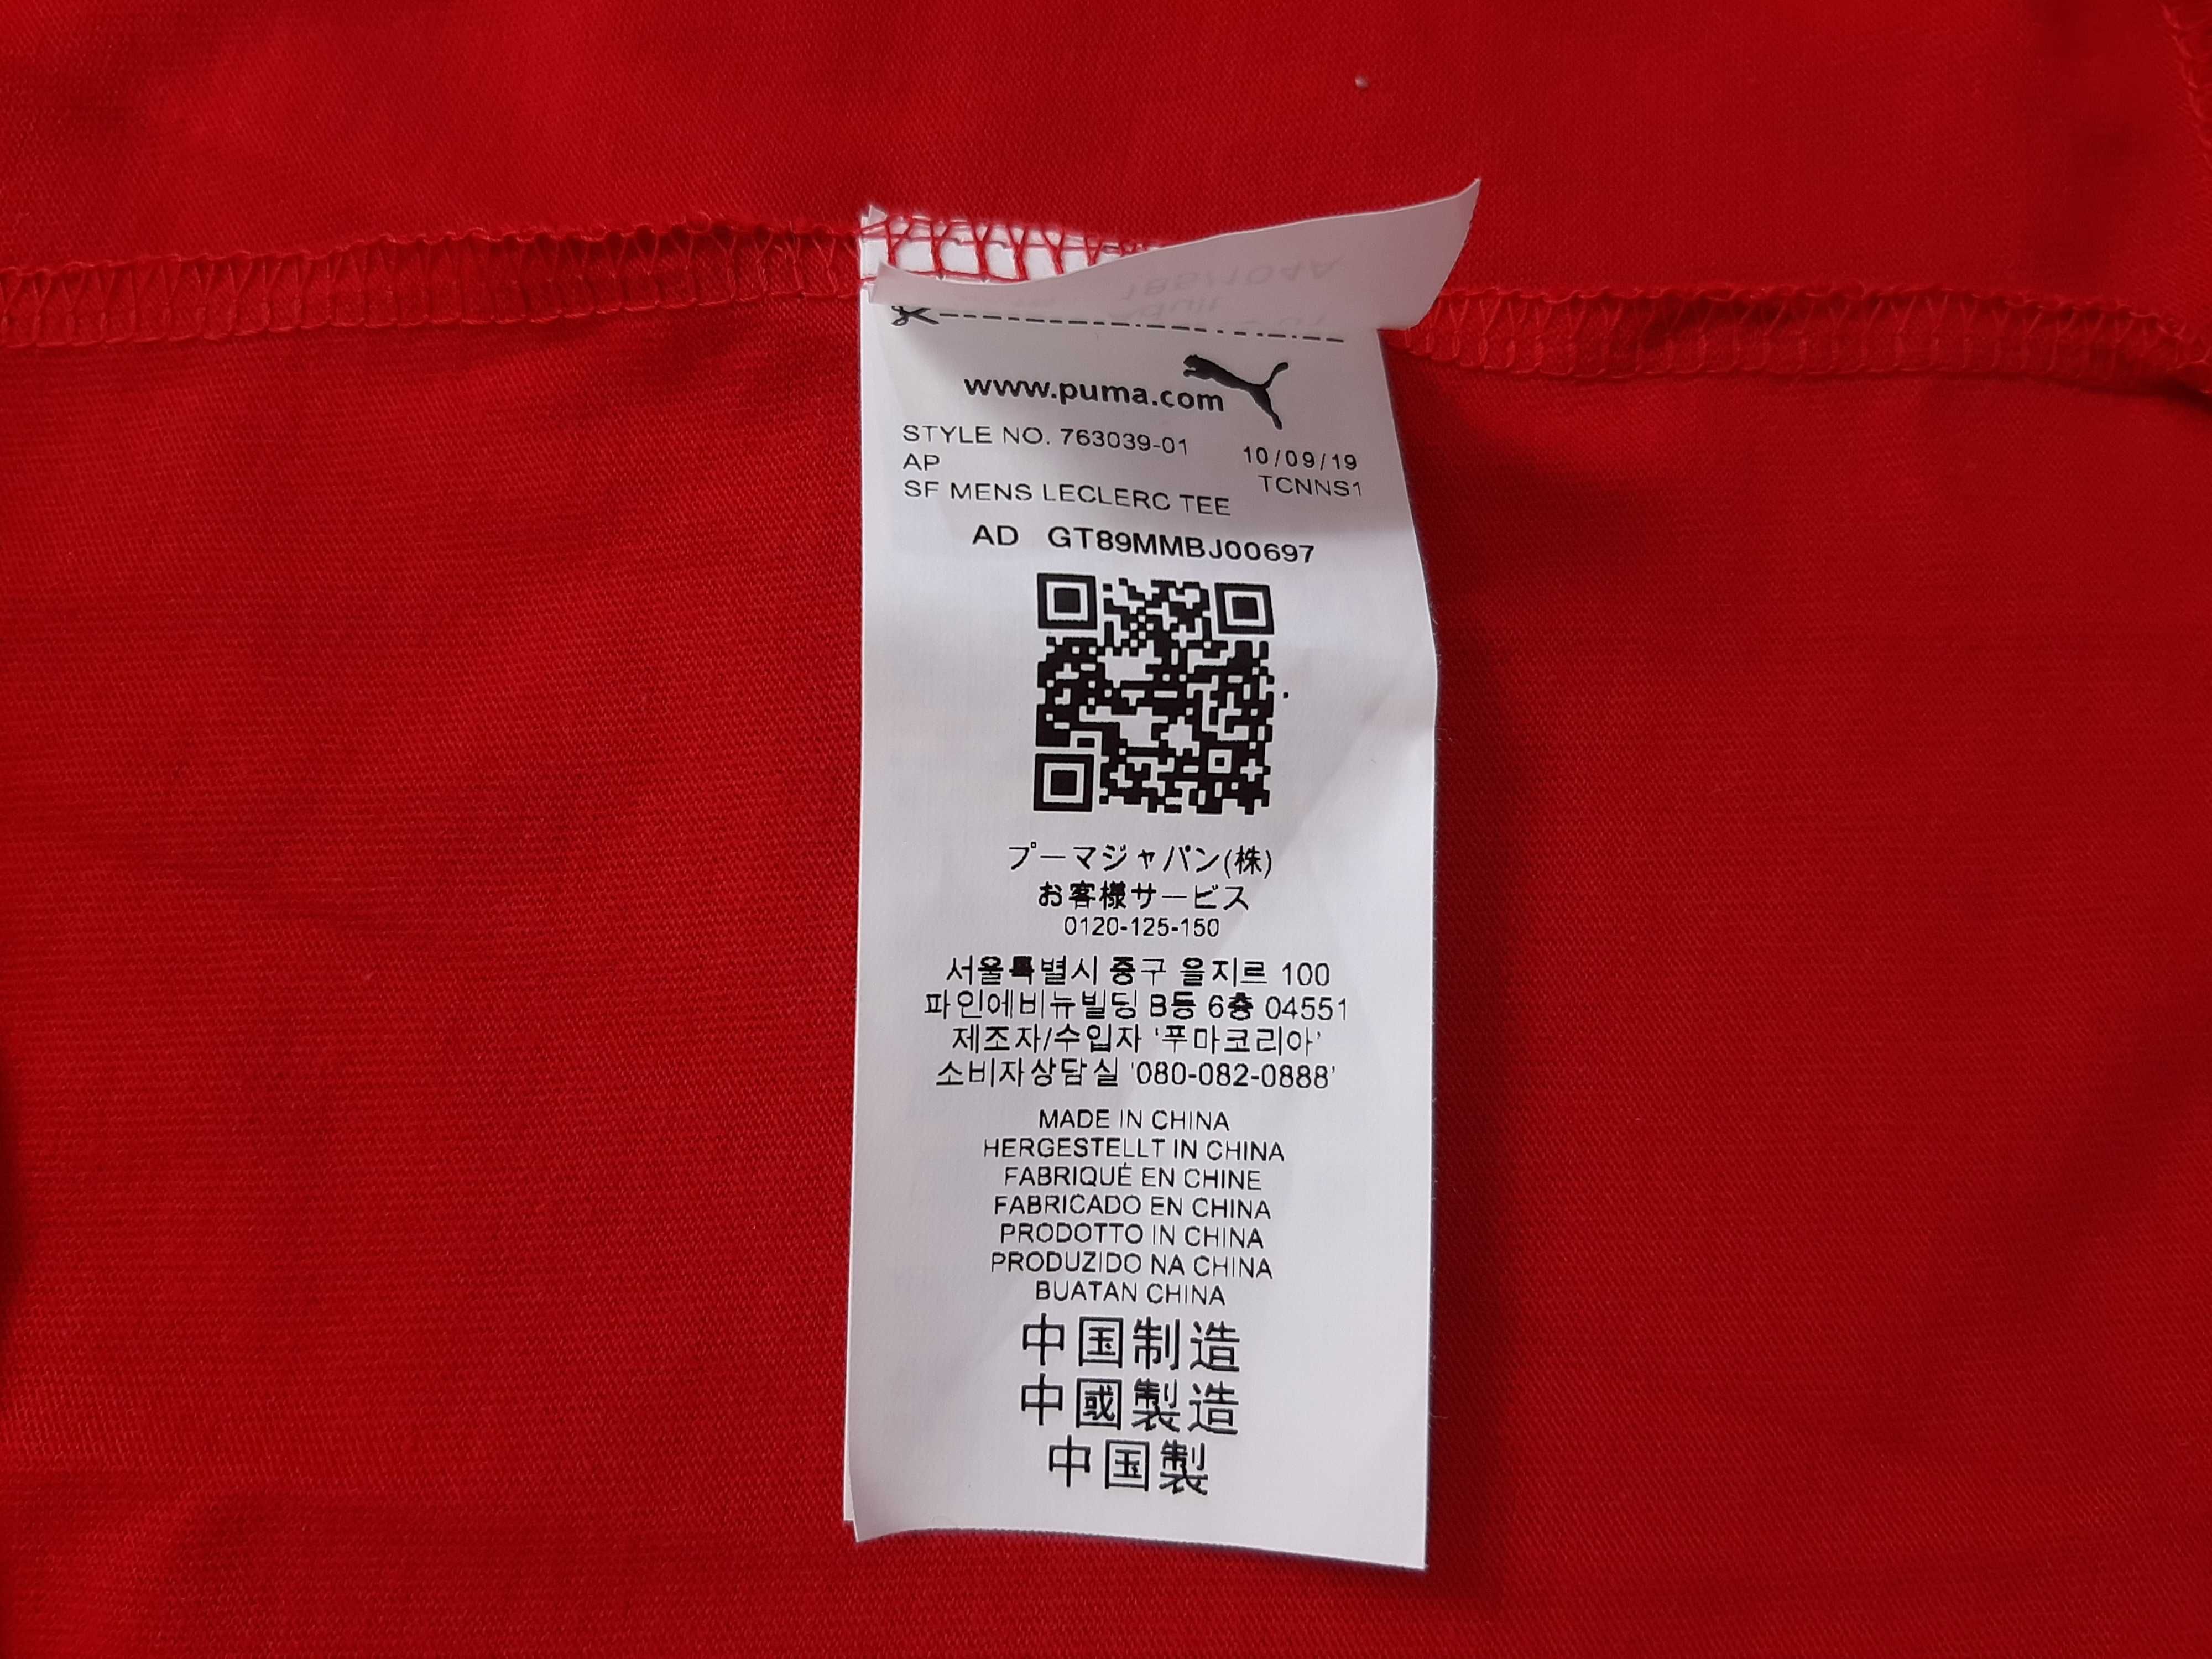 www.puma.com
STYLE NO. 763039-01 10/09/19
AP TCNNS1
SF MENS LECLERC TEE
AD GT89MMBJ00697
プーマジャパン(株)
お客様サービス
0120-125-150
서울특별시 중구 을지르 100
파인에비뉴빌딩 B동 6층 04551
제조자/수입자 '푸마코리아'
소비자상담실 '080-082-0888'
MADE IN CHINA
HERGESTELLT IN CHINA
FABRIQUÉ EN CHINE
FABRICADO EN CHINA
PRODOTTO IN CHINA
PRODUZIDO NA CHINA
BUATAN CHINA
中国制造
中國製造
中国製